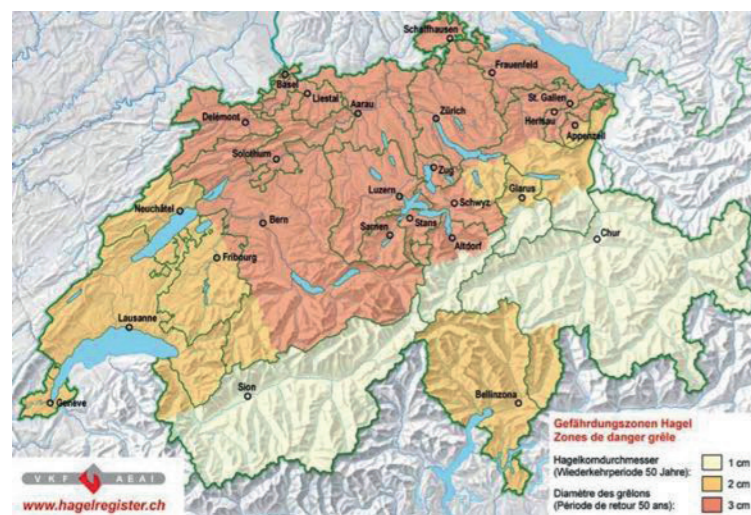 Schaffhausen
Frauenfeld
Basel
Liestal
Aarau
Zürich
St. Gallen
Herisau
Appenzell
Delémont
Solothurn
Zug
Luzern
Schwyz
Glarus
Neuchâtel
Bern
Sarnen
Stans
Altdorf
Chur
Fribourg
Lausanne
Sion
Genève
Bellinzona
Gefährdungszonen Hagel
Zones de danger grêle
Hagelkorndurchmesser
(Wiederkehrperiode 50 Jahre):
Diamètre des grêlons
(Période de retour 50 ans):
1 cm
2 cm
3 cm
VKF AEAI
www.hagelregister.ch